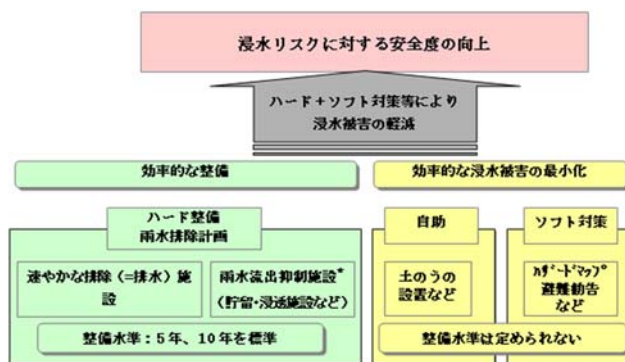 浸水リスクに対する安全度の向上
ハード＋ソフト対策等により
浸水被害の軽減
効率的な整備
効率的な浸水被害の最小化
ハード整備
雨水排除計画
速やかな排除（=排水）施
設
雨水流出抑制施設*
（貯留・浸透施設など）
整備水準：５年、１０年を標準
自助
土のうの
設置など
ソフト対策
ﾊｻﾞｰﾄﾞﾏｯﾌﾟ
避難勧告
など
整備水準は定められない